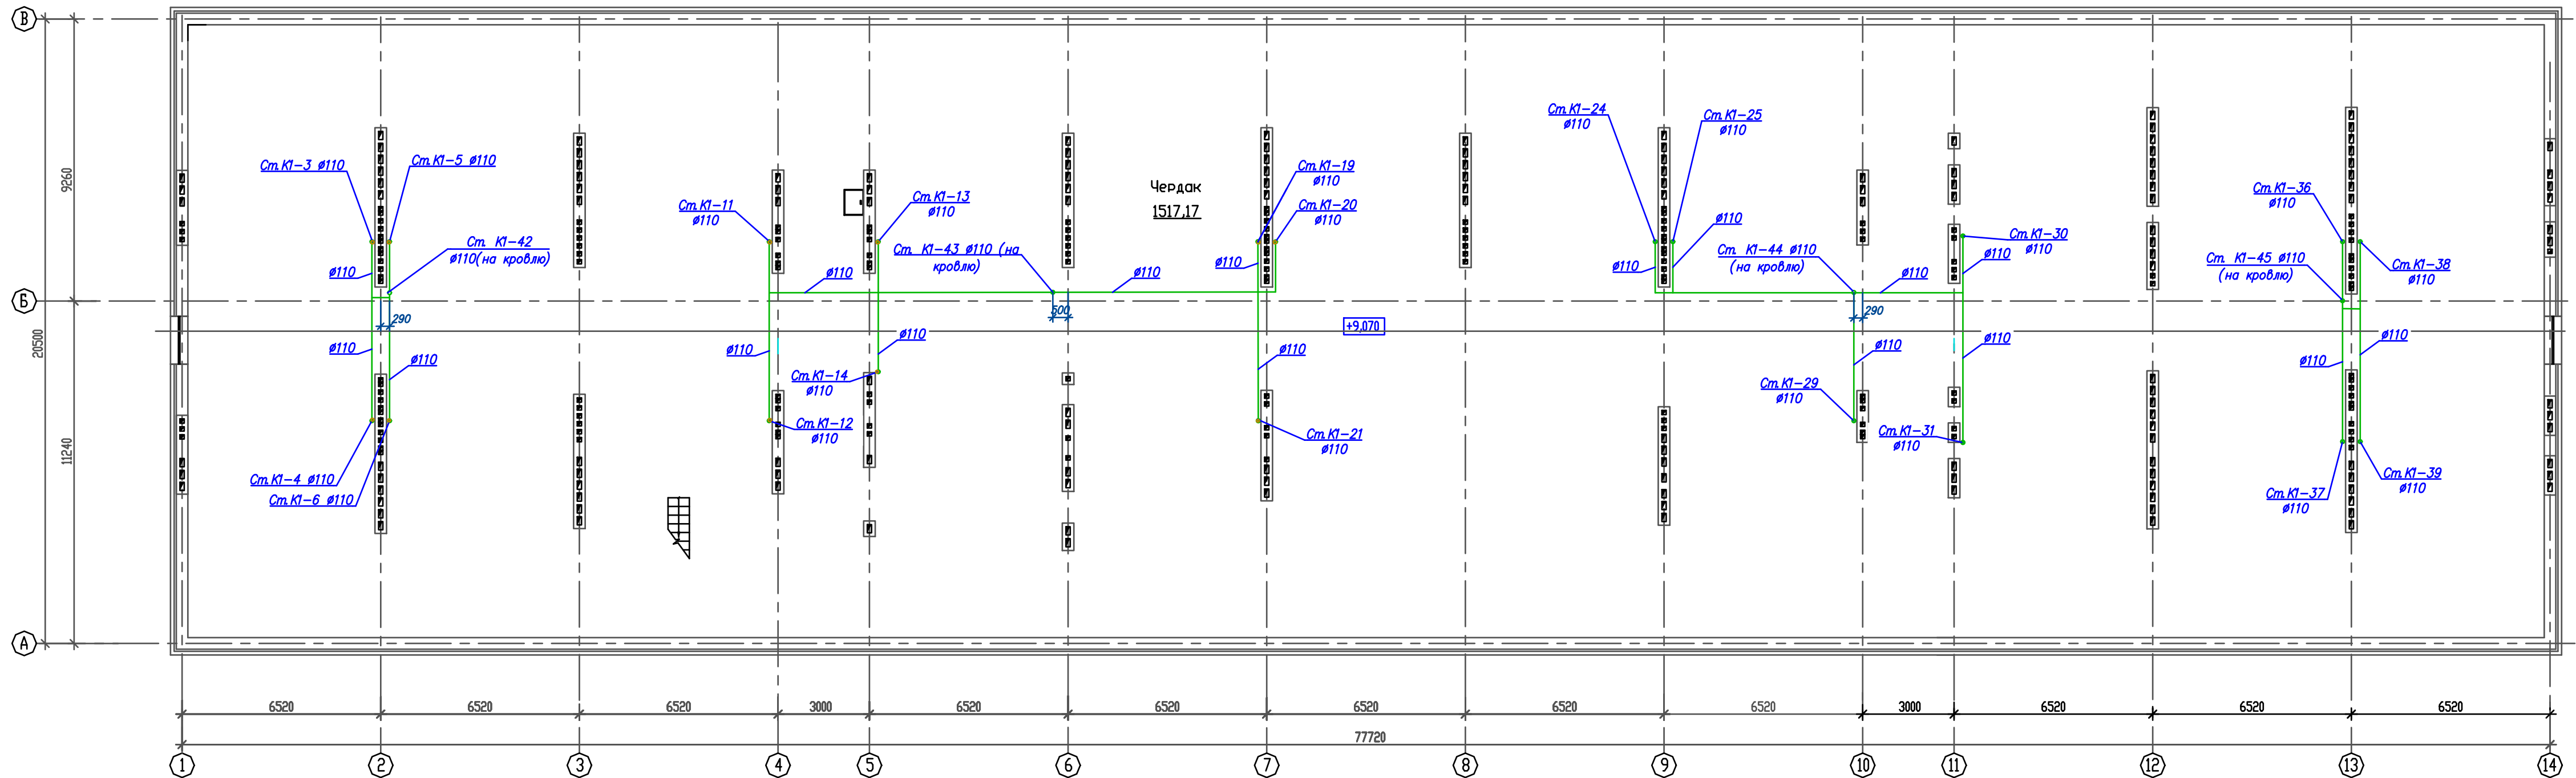 В
Ст.К1-24
Ø110
Ст.К1-25
Ø110
Ст.К1-3 Ø110
Ст.К1-5 Ø110
Ст.К1-19
Ø110
Чердак
1517,17
9260
Ст.К1-11
Ø110
Ст.К1-13
Ø110
Ст.К1-20
Ø110
Ø110
Ст.К1-36
Ø110
Ст. К1-42
Ø110(на кровлю)
Ст. К1-43 Ø110 (на
кровлю)
Ст. К1-44 Ø110
(на кровлю)
Ст.К1-30
Ø110
Ст. К1-45 Ø110
(на кровлю)
Ст.К1-38
Ø110
Ø110
Ø110
Ø110
Ø110
Ø110
Ø110
Ø110
Б
290
500
+9,070
290
20500
Ø110
Ø110
Ø110
Ø110
Ø110
Ø110
Ø110
Ø110
Ø110
Ст.К1-14
Ø110
Ст.К1-29
Ø110
Ст.К1-12
Ø110
Ст.К1-21
Ø110
Ст.К1-31
Ø110
11240
Ст.К1-4 Ø110
Ст.К1-6 Ø110
Ст.К1-37
Ø110
Ст.К1-39
Ø110
А
6520 6520 6520 3000 6520 6520 6520 6520 6520 3000 6520 6520 6520
77720
1 2 3 4 5 6 7 8 9 10 11 12 13 14